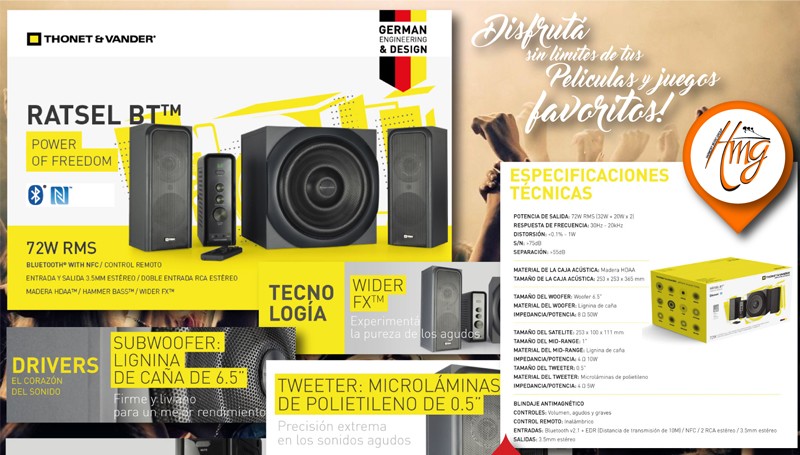 THONET & VANDER®
GERMAN
ENGINEERING
& DESIGN
RATSEL BT™
POWER
OF FREEDOM
72W RMS
BLUETOOTH® WITH NFC / CONTROL REMOTO
ENTRADA Y SALIDA 3.5MM ESTÉREO / DOBLE ENTRADA RCA ESTÉREO
MADERA HDAA™ / HAMMER BASS™ / WIDER FX™
Disfrutá
sin limites de tus
Peliculas y juegos
favoritos!
Hmg
TECNO
LOGÍA
WIDER
FX™
Experimentá
la pureza de los agudos
DRIVERS
EL CORAZÓN
DEL SONIDO
SUBWOOFER:
LIGNINA
DE CAÑA DE 6.5"
Firme y liviano
para un mejor rendimiento
TWEETER: MICROLÁMINAS
DE POLIETILENO DE 0.5"
Precisión extrema
en los sonidos agudos
ESPECIFICACIONES
TÉCNICAS
POTENCIA DE SALIDA: 72W RMS (32W + 20W x 2)
RESPUESTA DE FRECUENCIA: 30Hz - 20kHz
DISTORSIÓN: <0.1% - 1W
S/N: >70dB
SEPARACIÓN: >55dB
MATERIAL DE LA CAJA ACÚSTICA: Madera HDAA
TAMAÑO DE LA CAJA ACÚSTICA: 253 x 253 x 365 mm
TAMAÑO DEL WOOFER: Woofer 6.5"
MATERIAL DEL WOOFER: Lignina de caña
IMPEDANCIA/POTENCIA: 8 Ω 50W
TAMAÑO DEL SATELITE: 253 x 100 x 111 mm
TAMAÑO DEL MID-RANGE: 1"
MATERIAL DEL MID-RANGE: Lignina de caña
IMPEDANCIA/POTENCIA: 4 Ω 10W
TAMAÑO DEL TWEETER: 0.5"
MATERIAL DEL TWEETER: Microláminas de polietileno
IMPEDANCIA/POTENCIA: 4 Ω 5W
BLINDAJE ANTIMAGNÉTICO
CONTROLES: Volumen, agudos y graves
CONTROL REMOTO: Inalámbrico
ENTRADAS: Bluetooth v2.1 + EDR (Distancia de transmisión de 10M) / NFC / 2 RCA estéreo / 3.5mm estéreo
SALIDAS: 3.5mm estéreo
THONET & VANDER